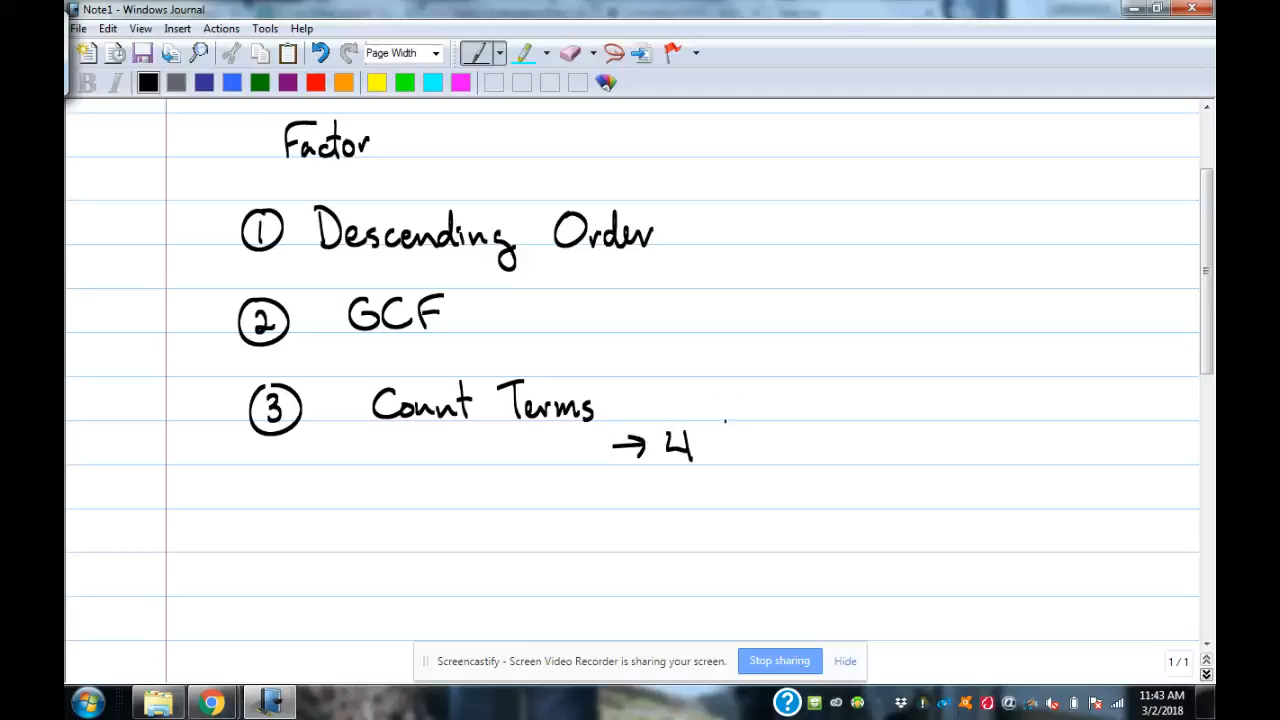 Note1 - Windows Journal
File Edit View Insert Actions Tools Help
Page Width
B I
Factor
① Descending Order
② GCF
③ Count Terms
→ 4
Screencastify - Screen Video Recorder is sharing your screen. Stop sharing Hide
1 / 1
11:43 AM
3/2/2018